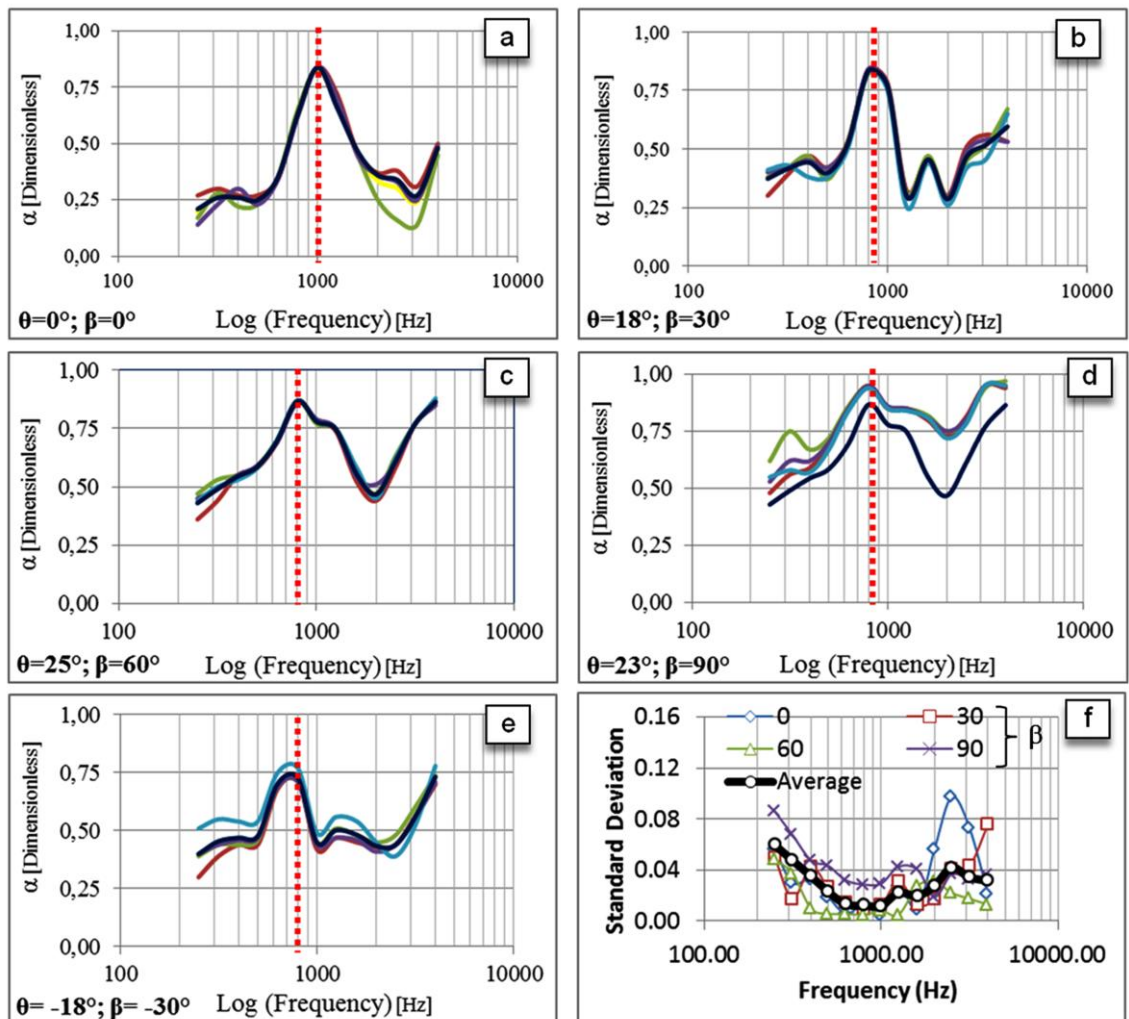 1,00
a
0,75
0,50
0,25
0,00
α [Dimensionless]
100
1000
10000
θ=0°; β=0°
Log (Frequency) [Hz]
1,00
b
0,75
0,50
0,25
0,00
α [Dimensionless]
100
1000
10000
θ=18°; β=30°
Log (Frequency) [Hz]
1,00
c
0,75
0,50
0,25
0,00
α [Dimensionless]
100
1000
10000
θ=25°; β=60°
Log (Frequency) [Hz]
1,00
d
0,75
0,50
0,25
0,00
α [Dimensionless]
100
1000
10000
θ=23°; β=90°
Log (Frequency) [Hz]
1,00
e
0,75
0,50
0,25
0,00
α [Dimensionless]
100
1000
10000
θ= -18°; β= -30°
Log (Frequency) [Hz]
0.16
0.12
0.08
0.04
0.00
Standard Deviation
0
30
60
90
β
Average
f
100.00
1000.00
10000.00
Frequency (Hz)